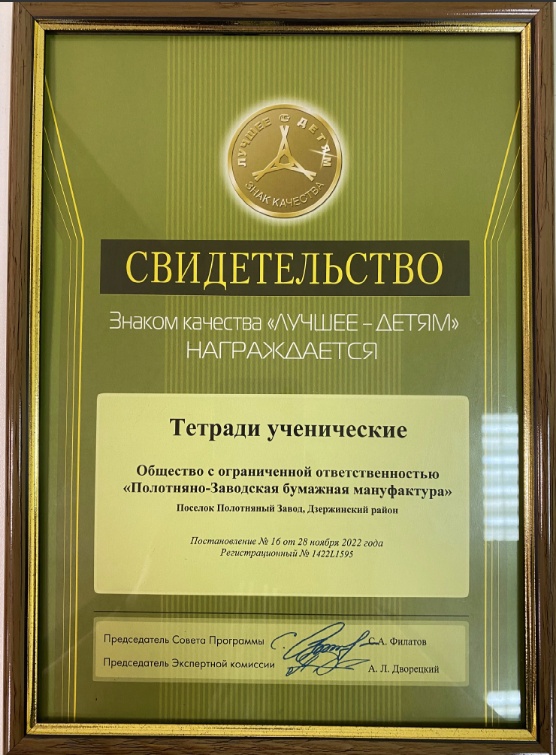 ЛУЧШЕЕ ДЕТЯМ
ЗНАК КАЧЕСТВА
СВИДЕТЕЛЬСТВО
Знаком качества «ЛУЧШЕЕ – ДЕТЯМ»
НАГРАЖДАЕТСЯ
Тетради ученические
Общество с ограниченной ответственностью
«Полотняно-Заводская бумажная мануфактура»
Поселок Полотняный Завод, Дзержинский район
Постановление № 16 от 28 ноября 2022 года
Регистрационный № 1422L1595
Председатель Совета Программы С.А. Филатов
Председатель Экспертной комиссии А. Л. Дворецкий